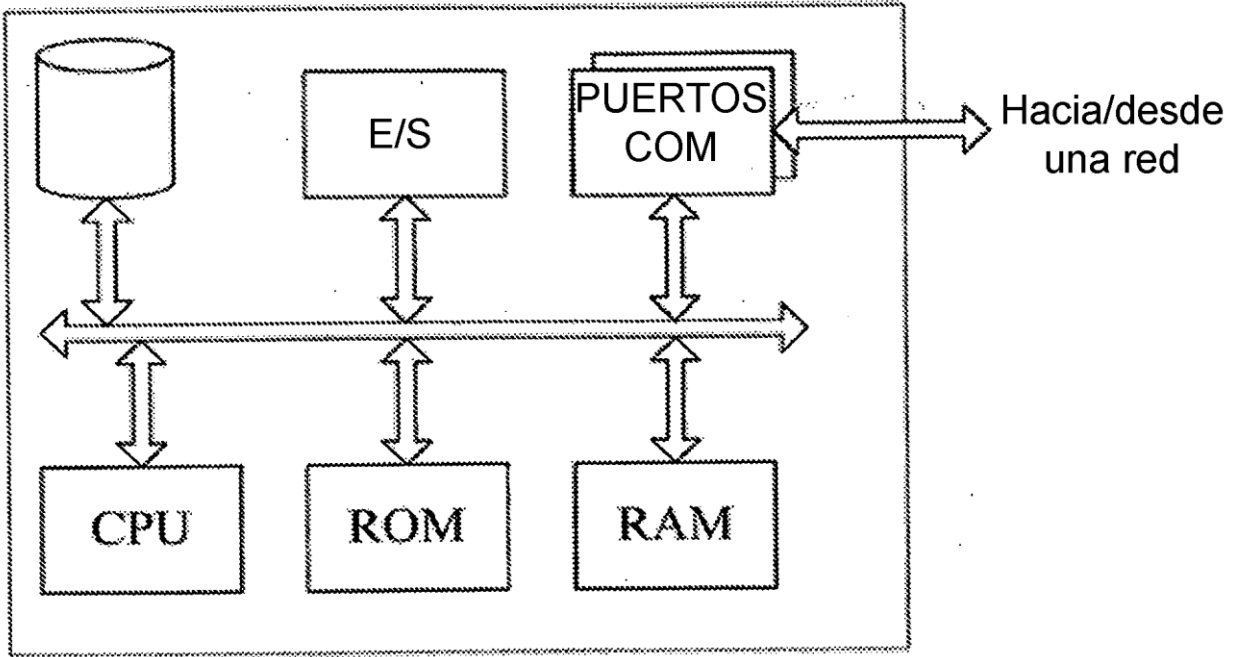 E/S
PUERTOS
COM
Hacia/desde
una red
CPU
ROM
RAM